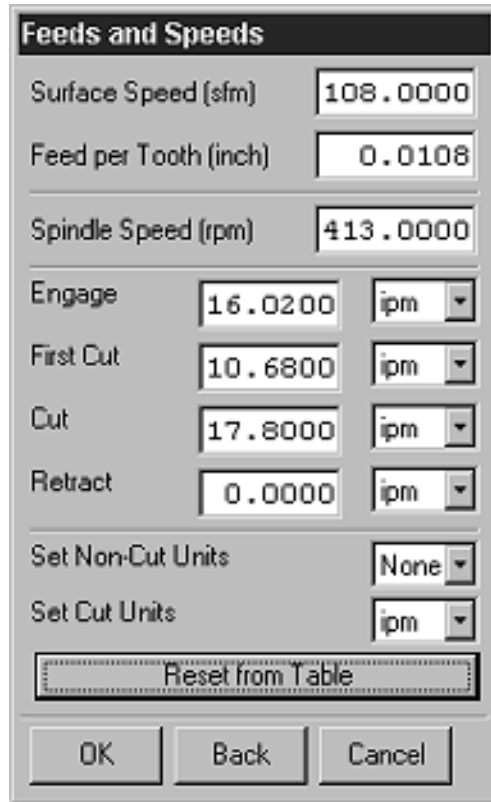 Feeds and Speeds
Surface Speed (sfm) 108.0000
Feed per Tooth (inch) 0.0108
Spindle Speed (rpm) 413.0000
Engage 16.0200 ipm
First Cut 10.6800 ipm
Cut 17.8000 ipm
Retract 0.0000 ipm
Set Non-Cut Units None
Set Cut Units ipm
Reset from Table
OK Back Cancel